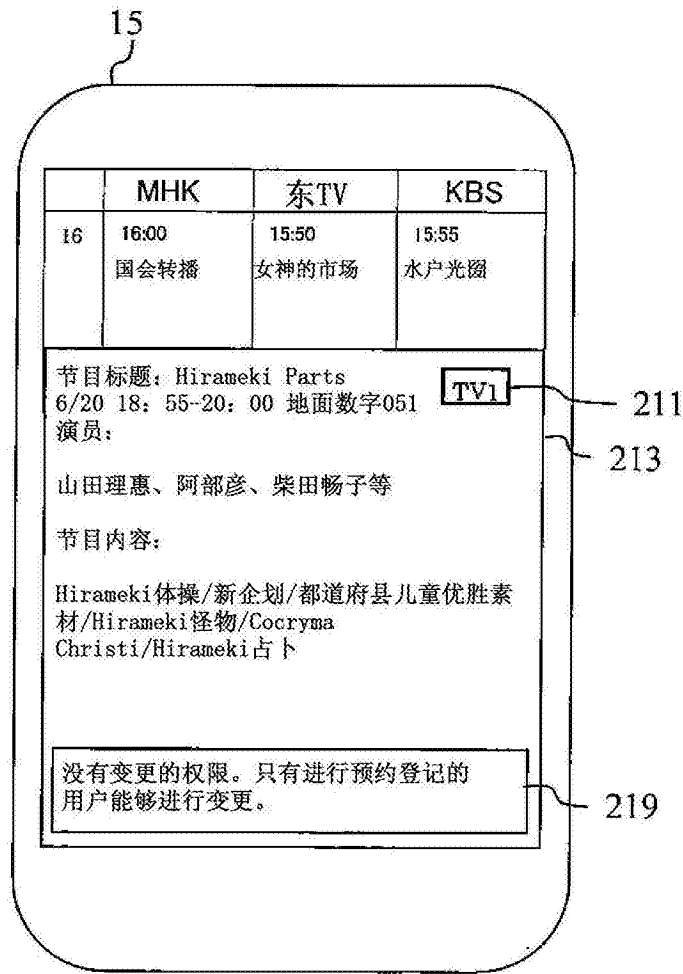 15
MHK 东TV KBS
16 16:00 15:50 15:55
国会转播 女神的市场 水户光圀
节目标题: Hirameki Parts TV1 211
6/20 18: 55-20: 00 地面数字051
演员: 213
山田理惠、阿部彦、柴田畅子等
节目内容:
Hirameki体操/新企划/都道府县儿童优胜素
材/Hirameki怪物/Cocryma
Christi/Hirameki占卜
没有变更的权限。只有进行预约登记的
用户能够进行变更。 219